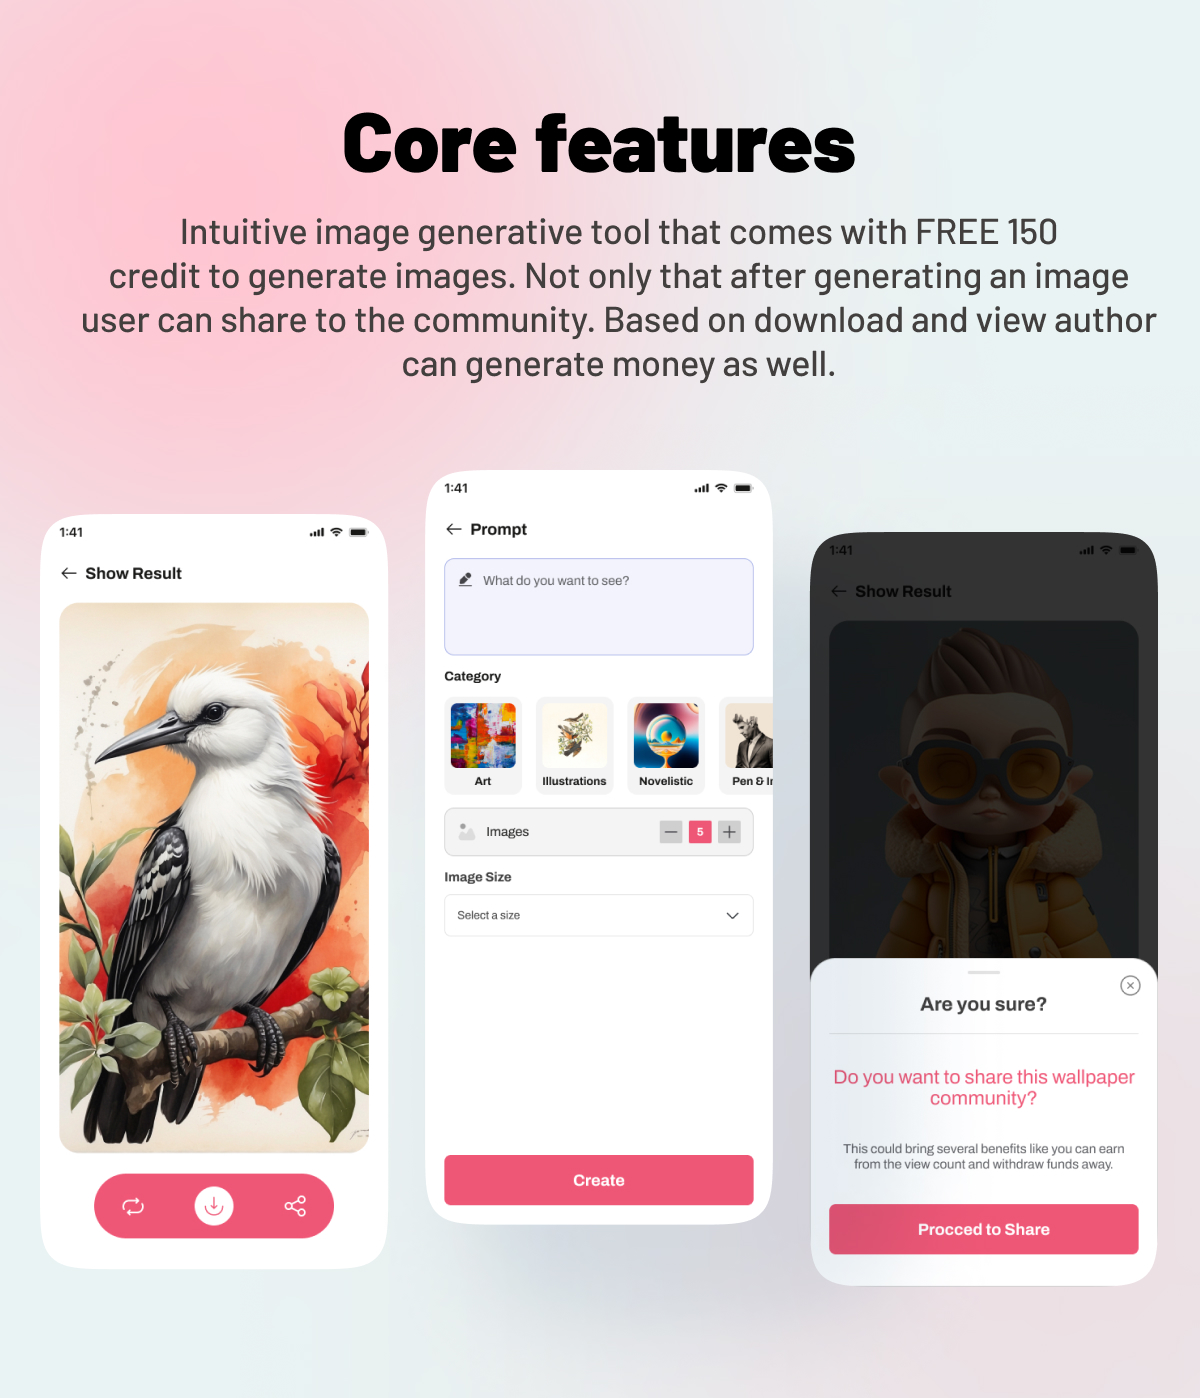 Core features
Intuitive image generative tool that comes with FREE 150
credit to generate images. Not only that after generating an image
user can share to the community. Based on download and view author
can generate money as well.
1:41
Show Result
1:41
Prompt
What do you want to see?
Category
Art
Illustrations
Novelistic
Pen & In
Images
5
Image Size
Select a size
Create
1:41
Show Result
Are you sure?
Do you want to share this wallpaper
community?
This could bring several benefits like you can earn
from the view count and withdraw funds away.
Procced to Share